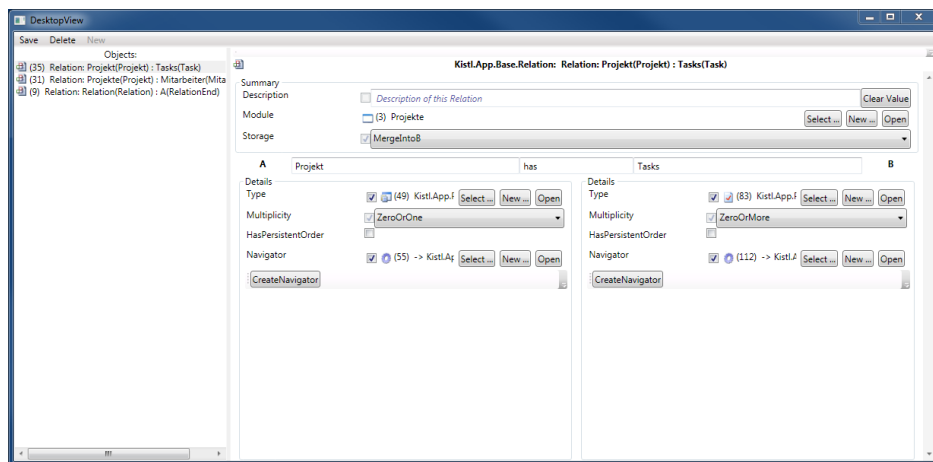 DesktopView
Save Delete New
Objects:
(35) Relation: Projekt(Projekt) : Tasks(Task)
(31) Relation: Projekte(Projekte) : Mitarbeiter(Mita
(9) Relation: Relation(Relation) : A(RelationEnd)
Kistl.App.Base.Relation: Relation: Projekt(Projekt) : Tasks(Task)
Summary
Description Description of this Relation Clear Value
Module (3) Projekte Select ... New ... Open
Storage MergeIntoB
A Projekt has Tasks B
Details
Type (49) Kistl.App.F Select ... New ... Open
Multiplicity ZeroOrOne
HasPersistentOrder
Navigator (55) -> Kistl.Ap Select ... New ... Open
CreateNavigator
Details
Type (83) Kistl.App.F Select ... New ... Open
Multiplicity ZeroOrMore
HasPersistentOrder
Navigator (112) -> Kistl.A Select ... New ... Open
CreateNavigator